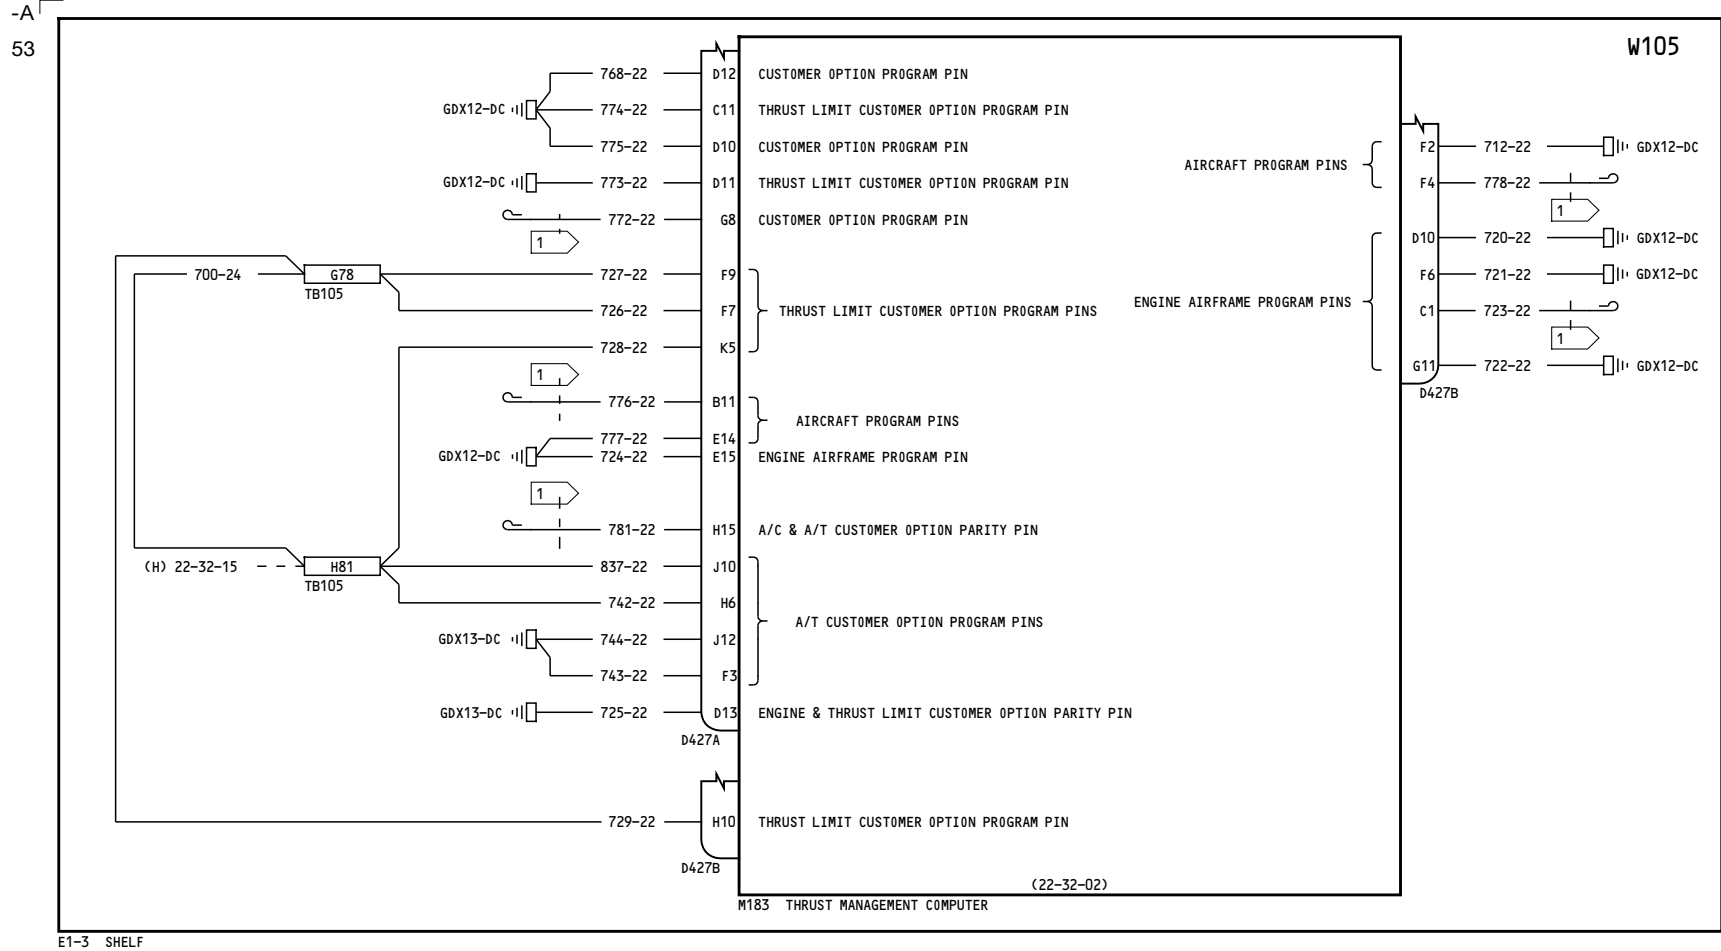 -A
53
W105
768-22 D12 CUSTOMER OPTION PROGRAM PIN
GDX12-DC 774-22 C11 THRUST LIMIT CUSTOMER OPTION PROGRAM PIN
775-22 D10 CUSTOMER OPTION PROGRAM PIN
GDX12-DC 773-22 D11 THRUST LIMIT CUSTOMER OPTION PROGRAM PIN
772-22 G8 CUSTOMER OPTION PROGRAM PIN
1
700-24 G78 727-22 F9
TB105
726-22 F7 THRUST LIMIT CUSTOMER OPTION PROGRAM PINS
728-22 K5
1
776-22 B11
AIRCRAFT PROGRAM PINS
777-22 E14
GDX12-DC 724-22 E15 ENGINE AIRFRAME PROGRAM PIN
1
781-22 H15 A/C & A/T CUSTOMER OPTION PARITY PIN
(H) 22-32-15 H81 837-22 J10
TB105
742-22 H6
A/T CUSTOMER OPTION PROGRAM PINS
GDX13-DC 744-22 J12
743-22 F3
GDX13-DC 725-22 D13 ENGINE & THRUST LIMIT CUSTOMER OPTION PARITY PIN
D427A
729-22 H10 THRUST LIMIT CUSTOMER OPTION PROGRAM PIN
D427B
F2 712-22 GDX12-DC
AIRCRAFT PROGRAM PINS
F4 778-22
1
D10 720-22 GDX12-DC
F6 721-22 GDX12-DC
ENGINE AIRFRAME PROGRAM PINS
C1 723-22
1
G11 722-22 GDX12-DC
D427B
(22-32-02)
M183 THRUST MANAGEMENT COMPUTER
E1-3 SHELF